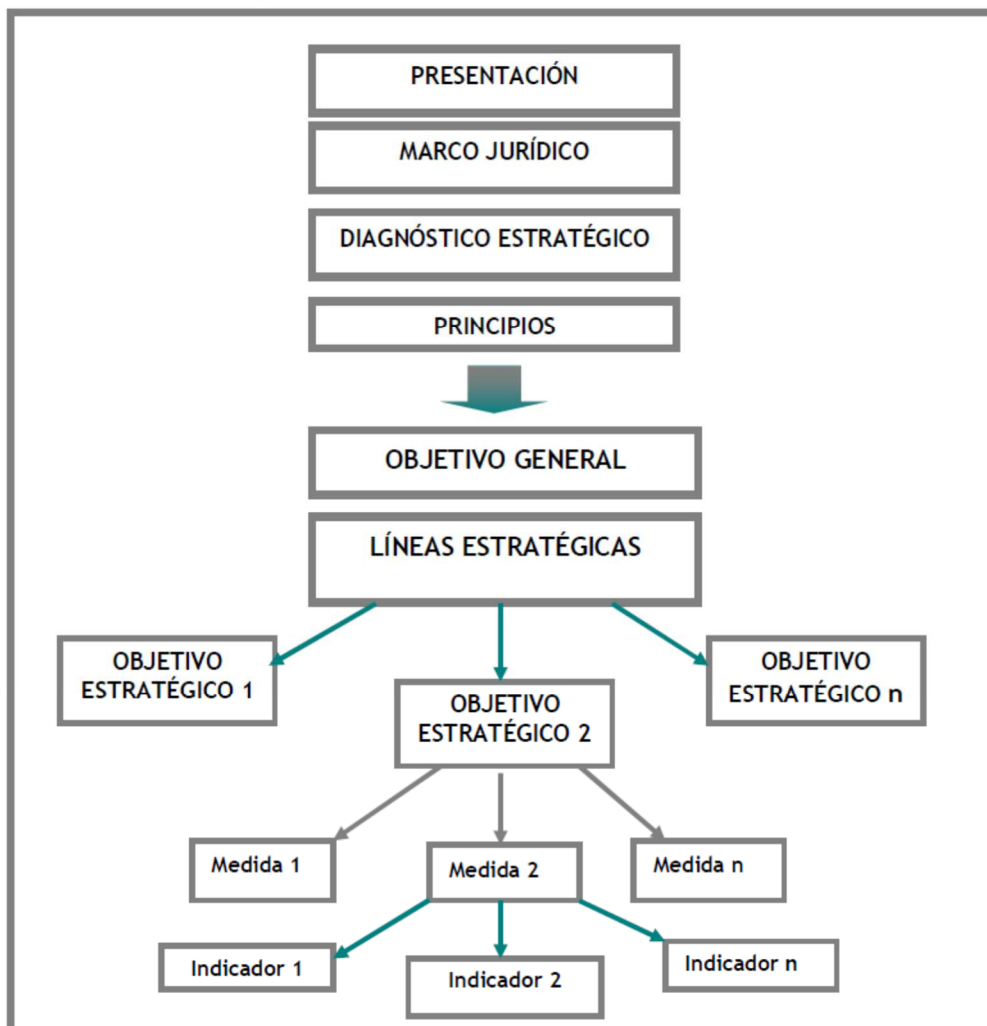 PRESENTACIÓN
MARCO JURÍDICO
DIAGNÓSTICO ESTRATÉGICO
PRINCIPIOS
OBJETIVO GENERAL
LÍNEAS ESTRATÉGICAS
OBJETIVO
ESTRATÉGICO 1
OBJETIVO
ESTRATÉGICO 2
OBJETIVO
ESTRATÉGICO n
Medida 1
Medida 2
Medida n
Indicador 1
Indicador 2
Indicador n